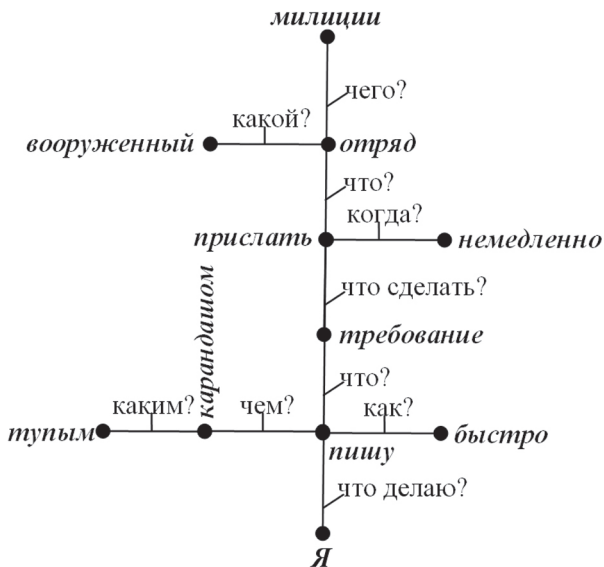 милиции
чего?
какой?
вооруженный
отряд
что?
когда?
прислать
немедленно
что сделать?
карандашом
требование
что?
каким?
чем?
как?
тупым
пишу
быстро
что делаю?
Я